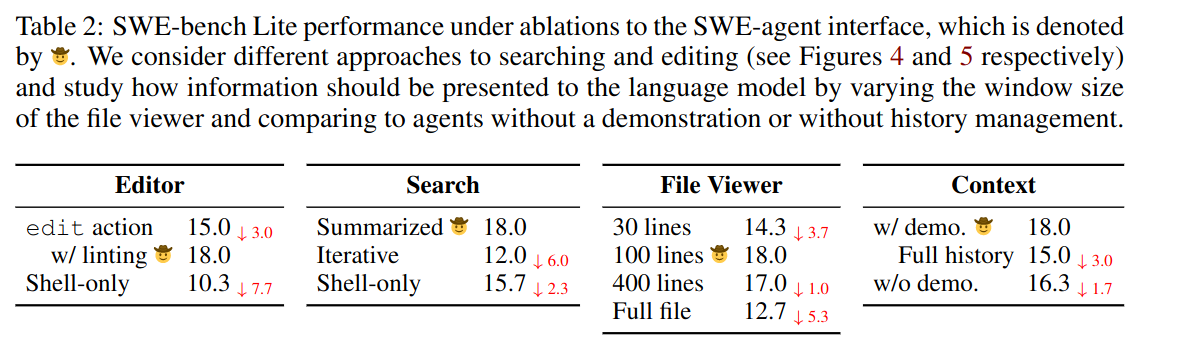 Table 2: SWE-bench Lite performance under ablations to the SWE-agent interface, which is denoted
by 🤠. We consider different approaches to searching and editing (see Figures 4 and 5 respectively)
and study how information should be presented to the language model by varying the window size
of the file viewer and comparing to agents without a demonstration or without history management.
Editor
edit action 15.0 ↓ 3.0
w/ linting 🤠 18.0
Shell-only 10.3 ↓ 7.7
Search
Summarized 🤠 18.0
Iterative 12.0 ↓ 6.0
Shell-only 15.7 ↓ 2.3
File Viewer
30 lines 14.3 ↓ 3.7
100 lines 🤠 18.0
400 lines 17.0 ↓ 1.0
Full file 12.7 ↓ 5.3
Context
w/ demo. 🤠 18.0
Full history 15.0 ↓ 3.0
w/o demo. 16.3 ↓ 1.7